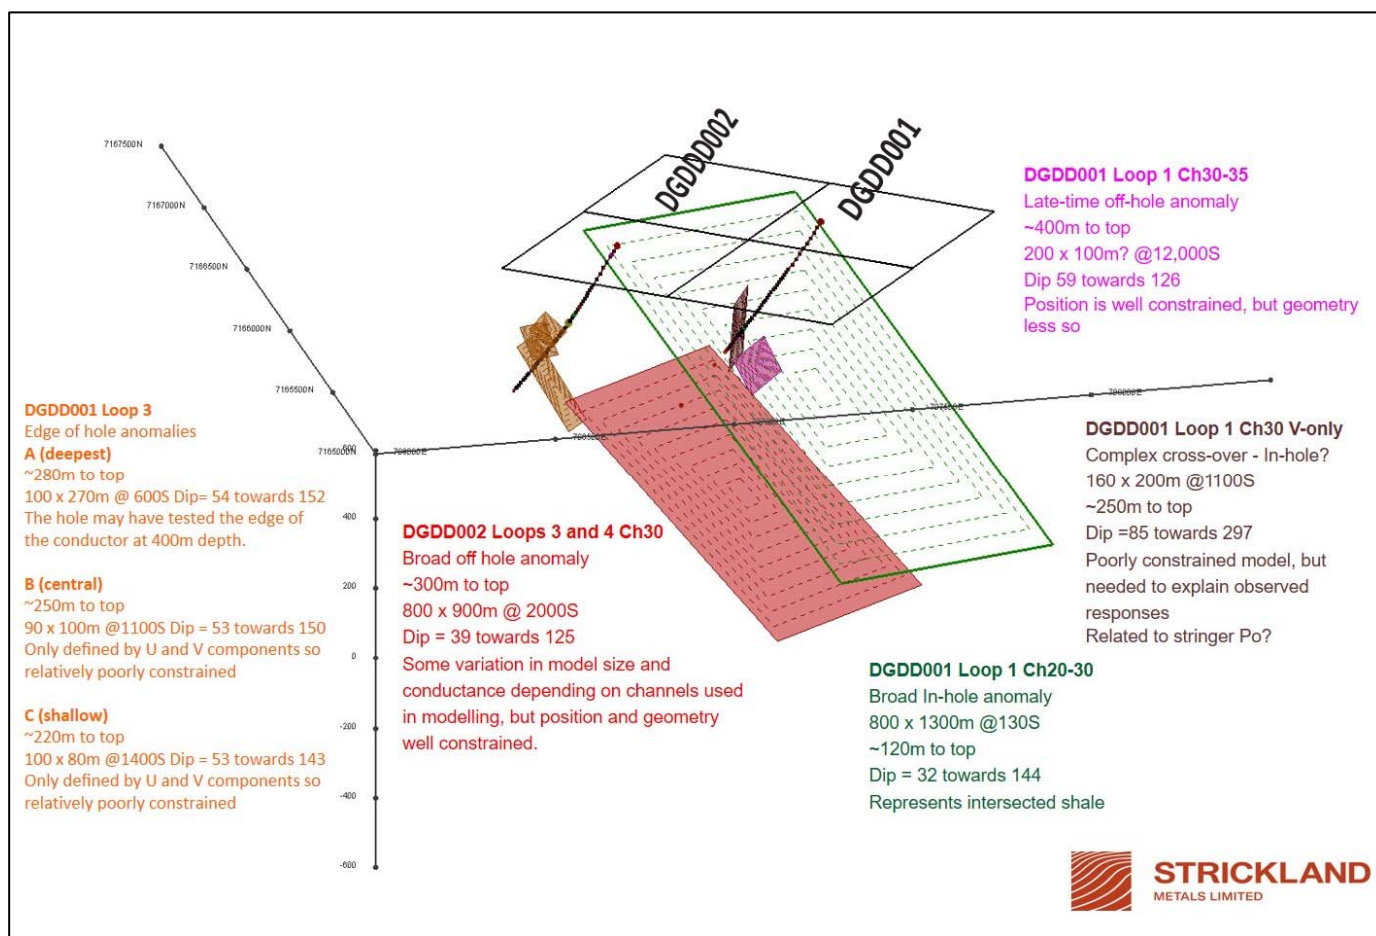 DGDDD002
DGDD001
7167500N
7167000N
7166500N
7166000N
7165500N
7165000N
600
400
200
0
-200
-400
-600
DGDD001 Loop 1 Ch30-35
Late-time off-hole anomaly
~400m to top
200 x 100m? @12,000S
Dip 59 towards 126
Position is well constrained, but geometry
less so
DGDD001 Loop 3
Edge of hole anomalies
A (deepest)
~280m to top
100 x 270m @ 600S Dip= 54 towards 152
The hole may have tested the edge of
the conductor at 400m depth.
B (central)
~250m to top
90 x 100m @1100S Dip = 53 towards 150
Only defined by U and V components so
relatively poorly constrained
C (shallow)
~220m to top
100 x 80m @1400S Dip = 53 towards 143
Only defined by U and V components so
relatively poorly constrained
DGDD002 Loops 3 and 4 Ch30
Broad off hole anomaly
~300m to top
800 x 900m @ 2000S
Dip = 39 towards 125
Some variation in model size and
conductance depending on channels used
in modelling, but position and geometry
well constrained.
DGDD001 Loop 1 Ch30 V-only
Complex cross-over - In-hole?
160 x 200m @1100S
~250m to top
Dip =85 towards 297
Poorly constrained model, but
needed to explain observed
responses
Related to stringer Po?
DGDD001 Loop 1 Ch20-30
Broad In-hole anomaly
800 x 1300m @130S
~120m to top
Dip = 32 towards 144
Represents intersected shale
STRICKLAND
METALS LIMITED